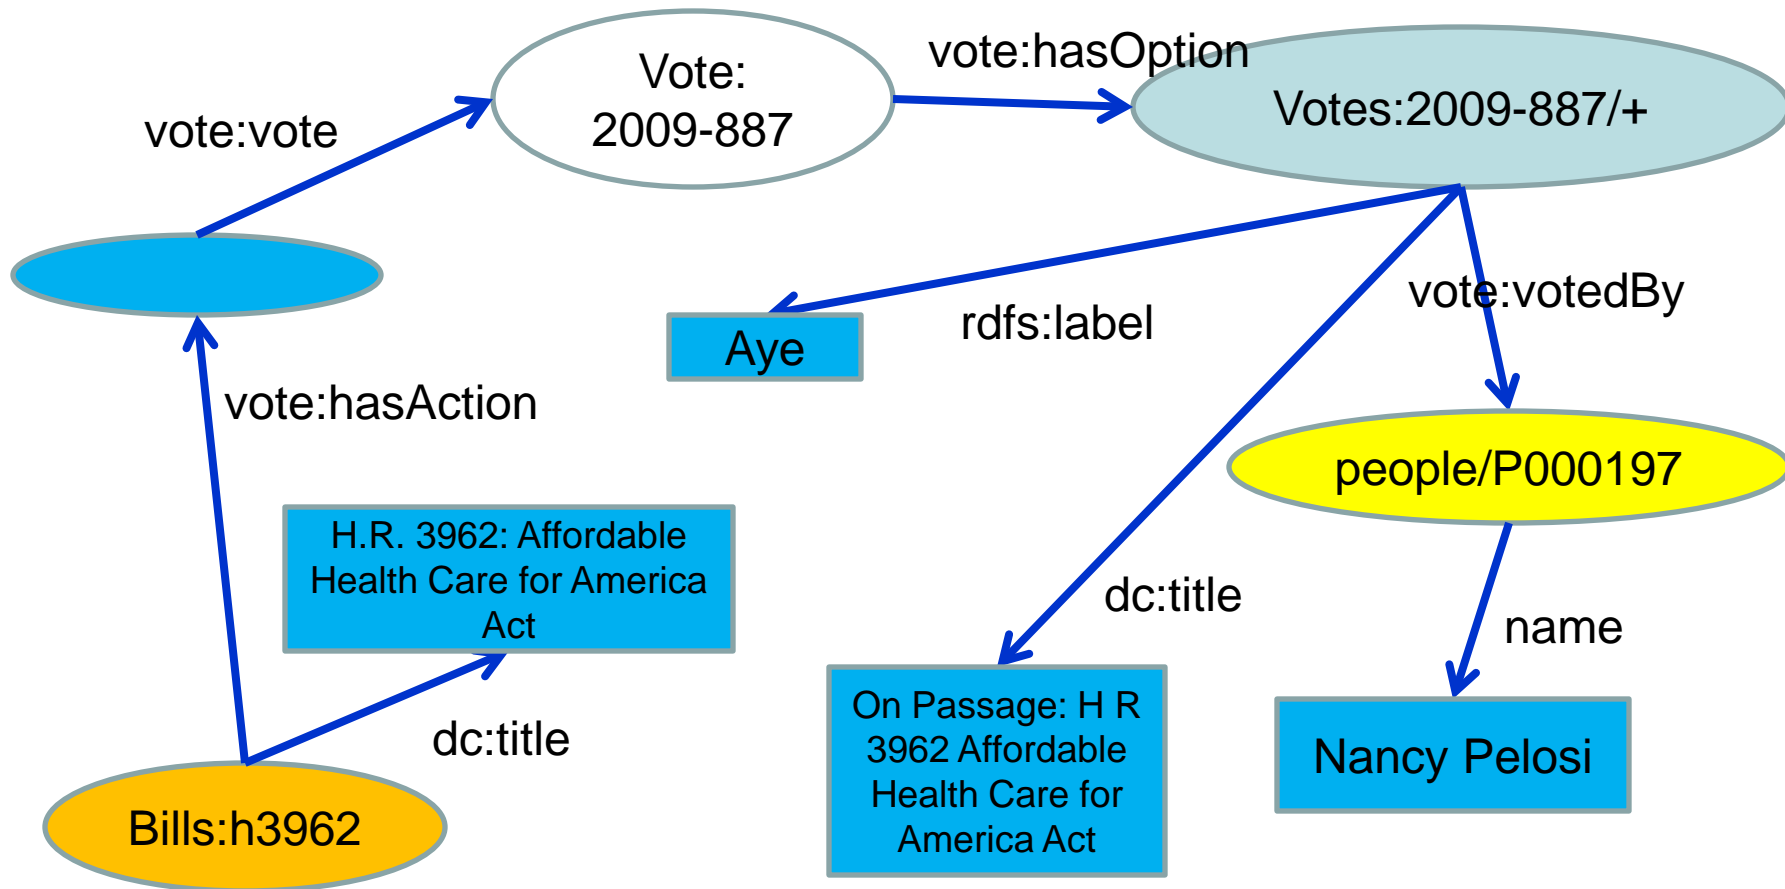 Vote:
2009-887
vote:hasOption
Votes:2009-887/+
vote:vote
Aye
rdfs:label
vote:votedBy
vote:hasAction
people/P000197
H.R. 3962: Affordable
Health Care for America
Act
dc:title
name
dc:title
On Passage: H R
3962 Affordable
Health Care for
America Act
Nancy Pelosi
Bills:h3962